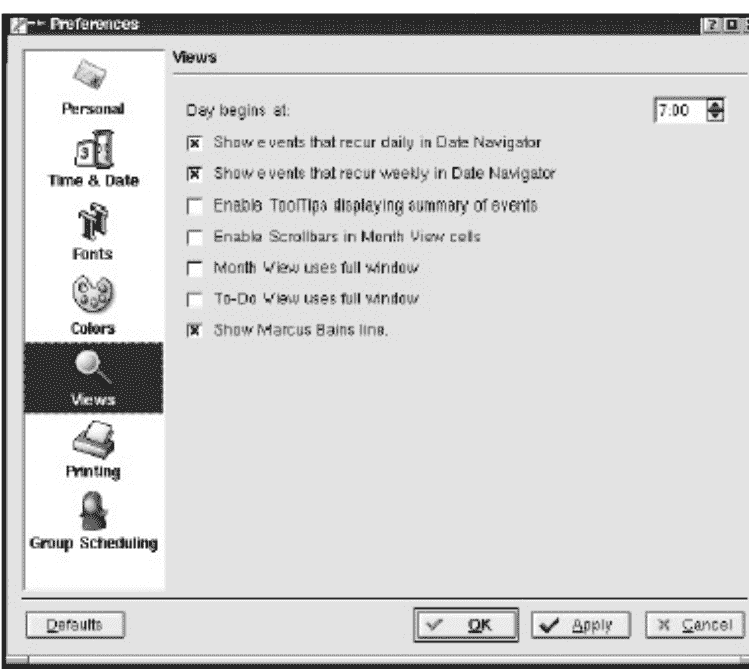 Preferences
Personal
Time & Date
3
Fonts
Colors
Views
Printing
Group Scheduling
Views
Day begins at:
7:00
Show events that recur daily in Date Navigator
Show events that recur weekly in Date Navigator
Enable ToolTips displaying summary of events
Enable Scrollbars in Month View cells
Month View uses full window
To-Do View uses full window
Show Marcus Bains line.
Defaults
OK
Apply
Cancel